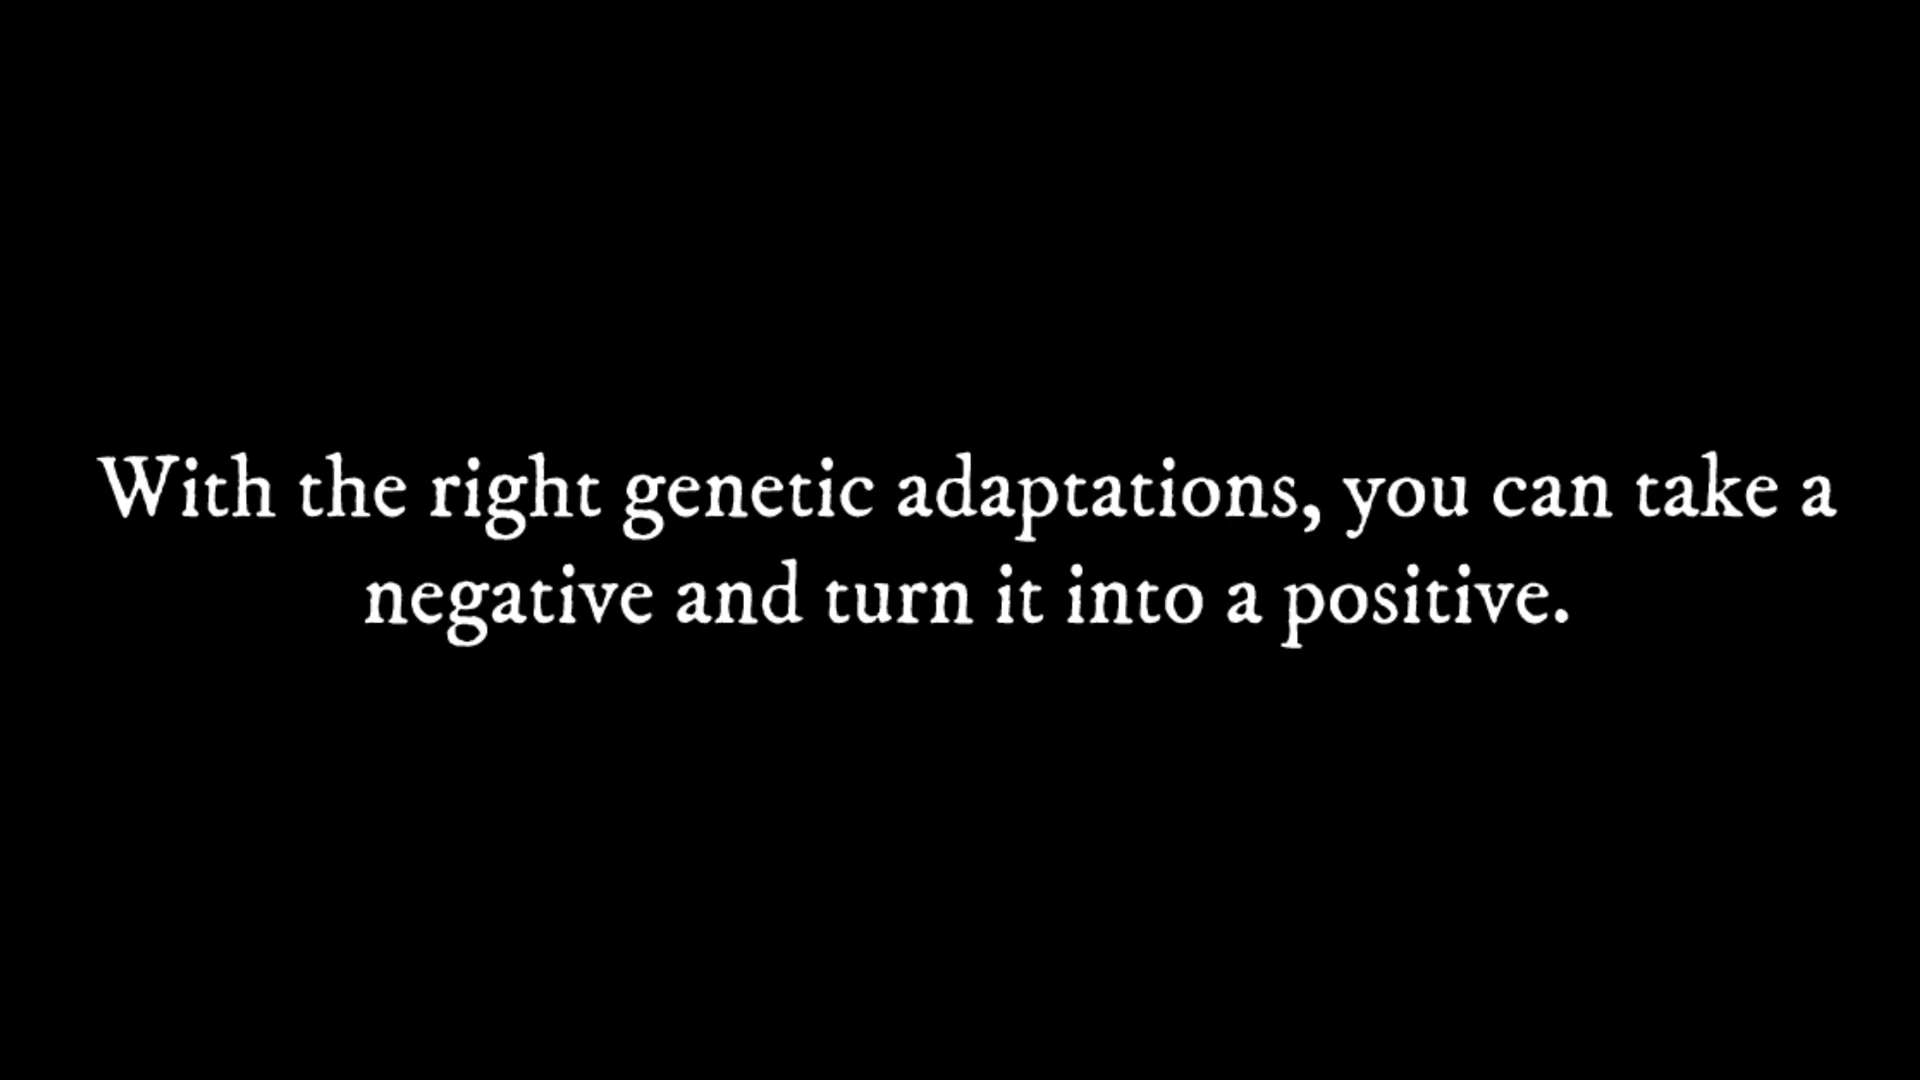 With the right genetic adaptations, you can take a
negative and turn it into a positive.